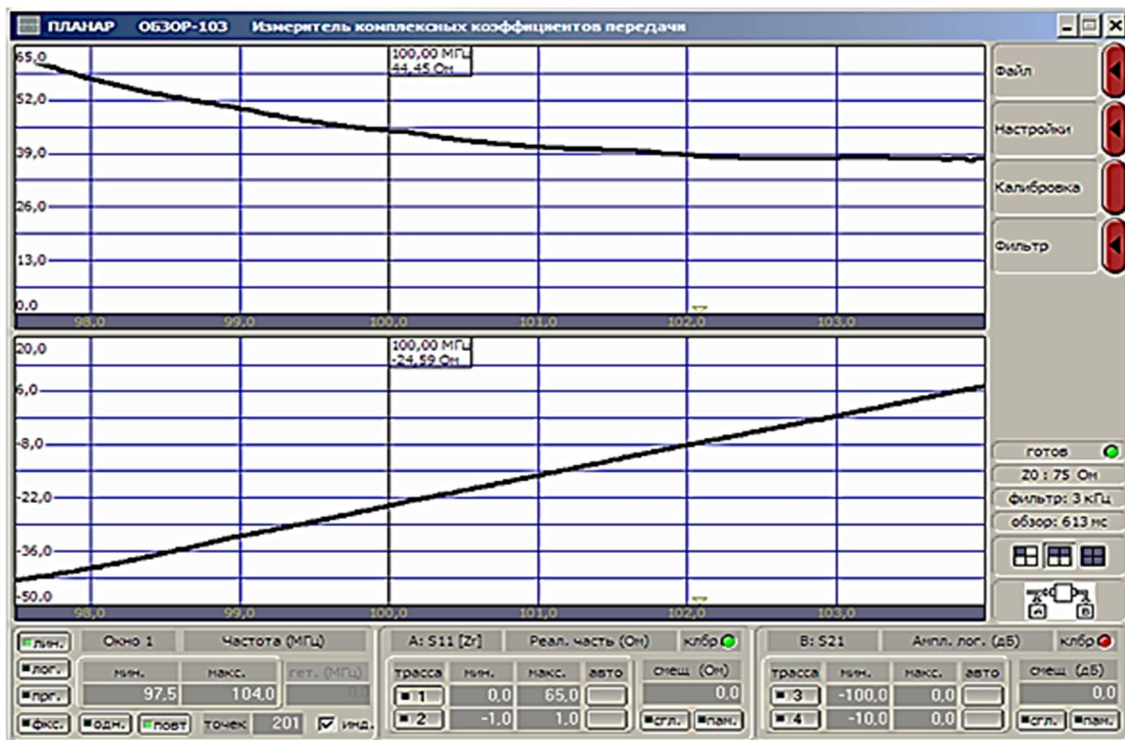 ПЛАНАР ОБЗОР-103 Измеритель комплексных коэффициентов передачи
65,0
100,00 МГц
44,45 Ом
52,0
39,0
26,0
13,0
0,0
98,0 99,0 100,0 101,0 102,0 103,0
20,0
100,00 МГц
-24,59 Ом
6,0
-8,0
-22,0
-36,0
-50,0
98,0 99,0 100,0 101,0 102,0 103,0
Файл
Настройки
Калибровка
Фильтр
готов
Z0 : 75 Ом
фильтр: 3 кГц
обзор: 613 мс
A B
лин. Окно 1 Частота (МГц)
лог. мин. макс. гет. (МГц)
прг. 97,5 104,0 0,0
фкс. одн. повт точек 201 инд.
A: S11 [Zr] Реал. часть (Ом) клбр
трасса мин. макс. авто смещ (Ом)
1 0,0 65,0 0,0
2 -1,0 1,0 сгл. пам.
B: S21 Ампл. лог. (дБ) клбр
трасса мин. макс. авто смещ (дБ)
3 -100,0 0,0 0,0
4 -10,0 0,0 сгл. пам.